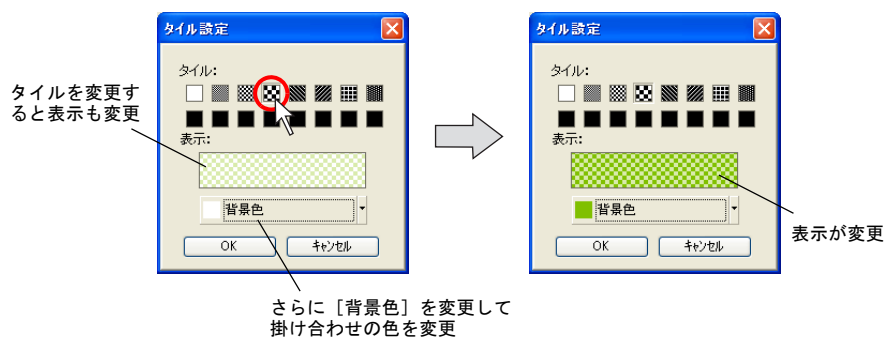 タイル設定
タイル:
表示:
背景色
OK
キャンセル
タイルを変更す
ると表示も変更
さらに［背景色］を変更して
掛け合わせの色を変更
タイル設定
タイル:
表示:
背景色
OK
キャンセル
表示が変更